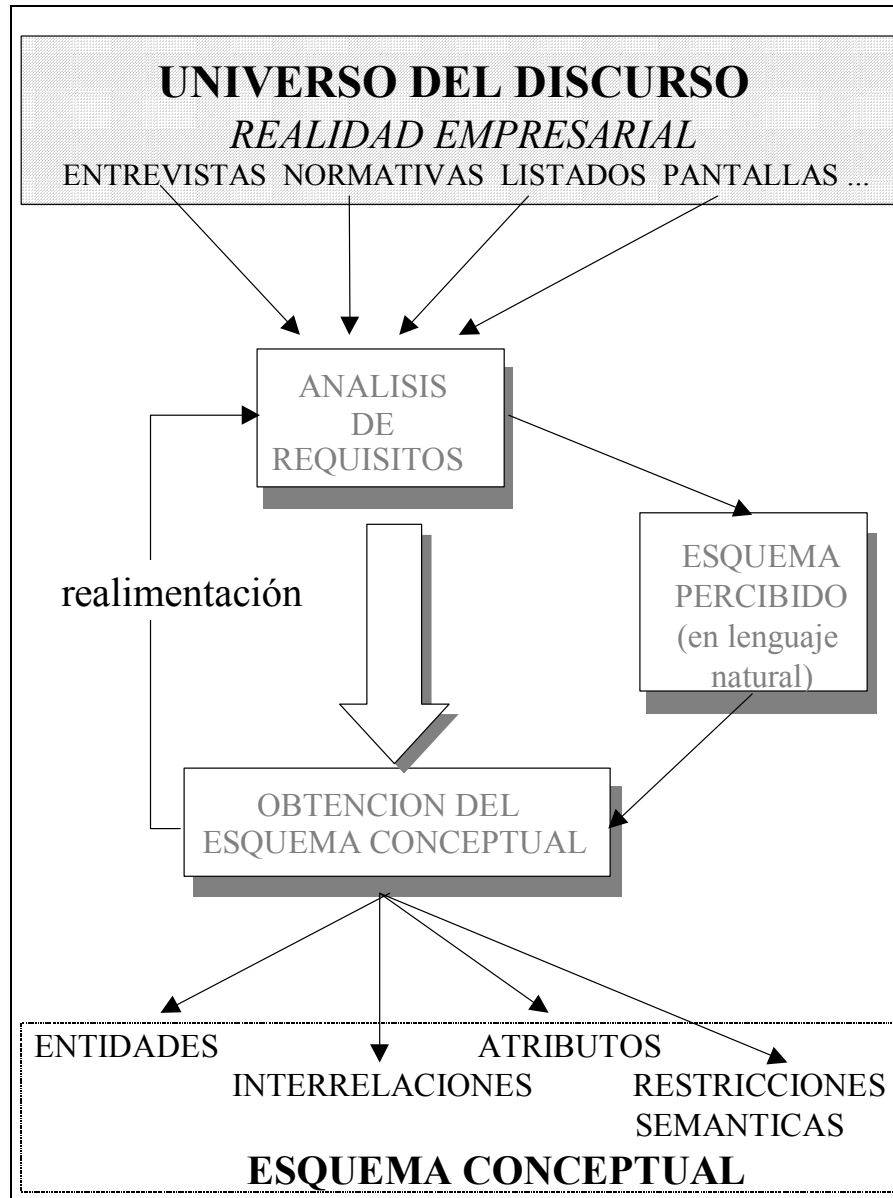 UNIVERSO DEL DISCURSO
REALIDAD EMPRESARIAL
ENTREVISTAS NORMATIVAS LISTADOS PANTALLAS ...
ANALISIS
DE
REQUISITOS
realimentación
ESQUEMA
PERCIBIDO
(en lenguaje
natural)
OBTENCION DEL
ESQUEMA CONCEPTUAL
ENTIDADES
ATRIBUTOS
INTERRELACIONES
RESTRICCIONES
SEMANTICAS
ESQUEMA CONCEPTUAL